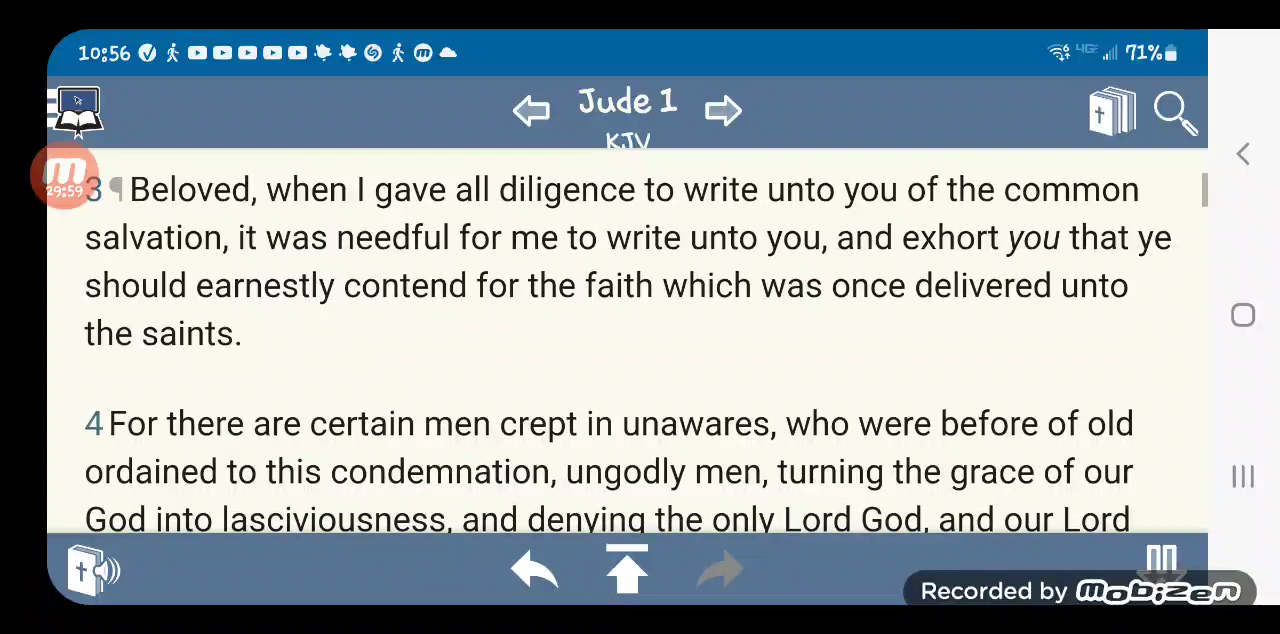 10:56 4G 71%
Jude 1
KJV
29:59
3 ¶ Beloved, when I gave all diligence to write unto you of the common
salvation, it was needful for me to write unto you, and exhort you that ye
should earnestly contend for the faith which was once delivered unto
the saints.
4 For there are certain men crept in unawares, who were before of old
ordained to this condemnation, ungodly men, turning the grace of our
God into lasciviousness, and denying the only Lord God, and our Lord
Recorded by mobizen